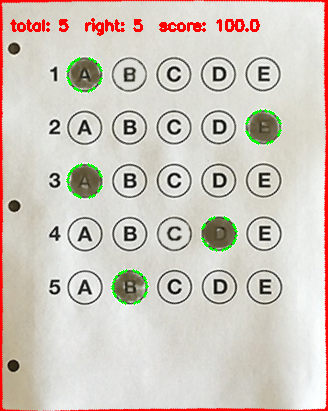 total: 5 right: 5 score: 100.0
1 A B C D E
2 A B C D E
3 A B C D E
4 A B C D E
5 A B C D E